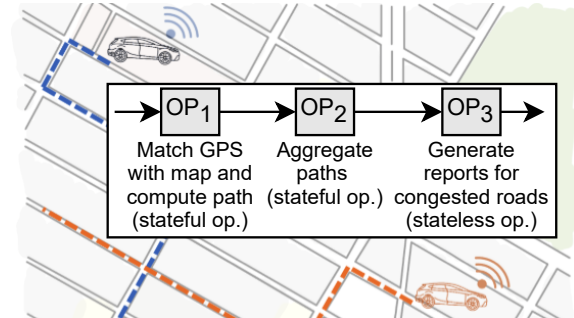 OP1
OP2
OP3
Match GPS
with map and
compute path
(stateful op.)
Aggregate
paths
(stateful op.)
Generate
reports for
congested roads
(stateless op.)